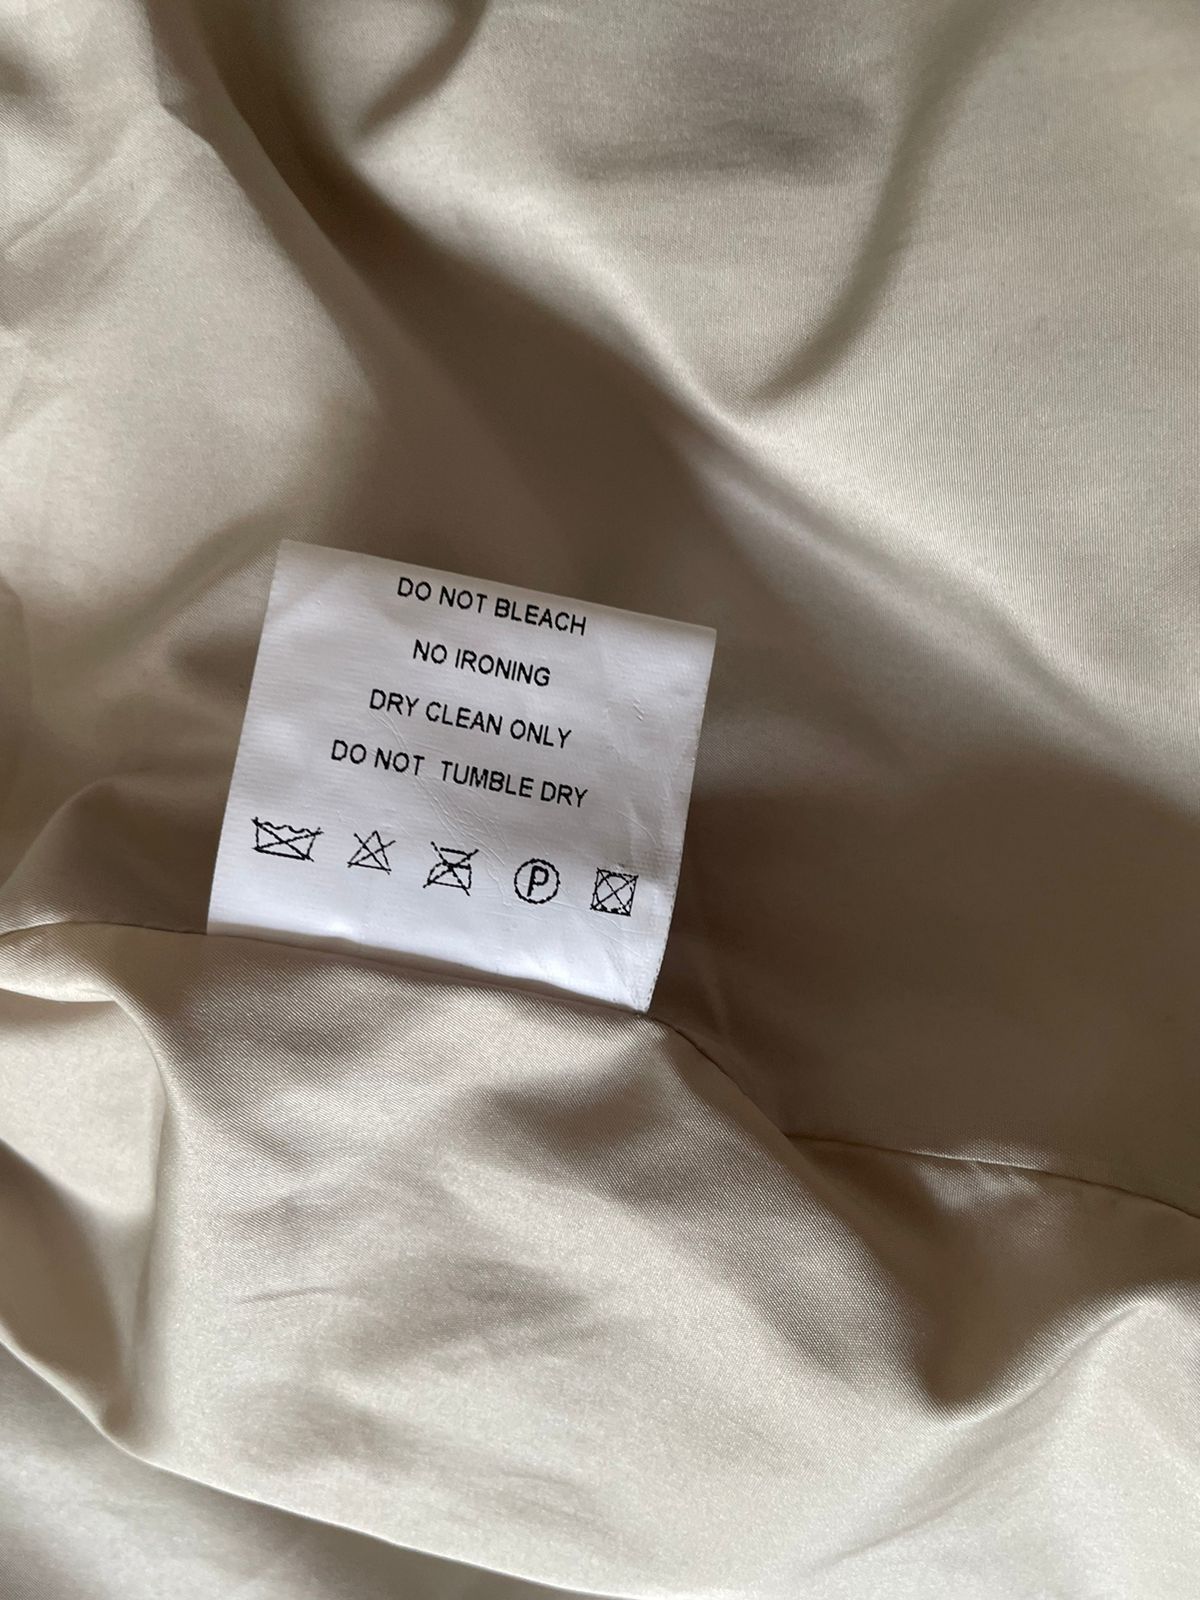 DO NOT BLEACH
NO IRONING
DRY CLEAN ONLY
DO NOT TUMBLE DRY
P